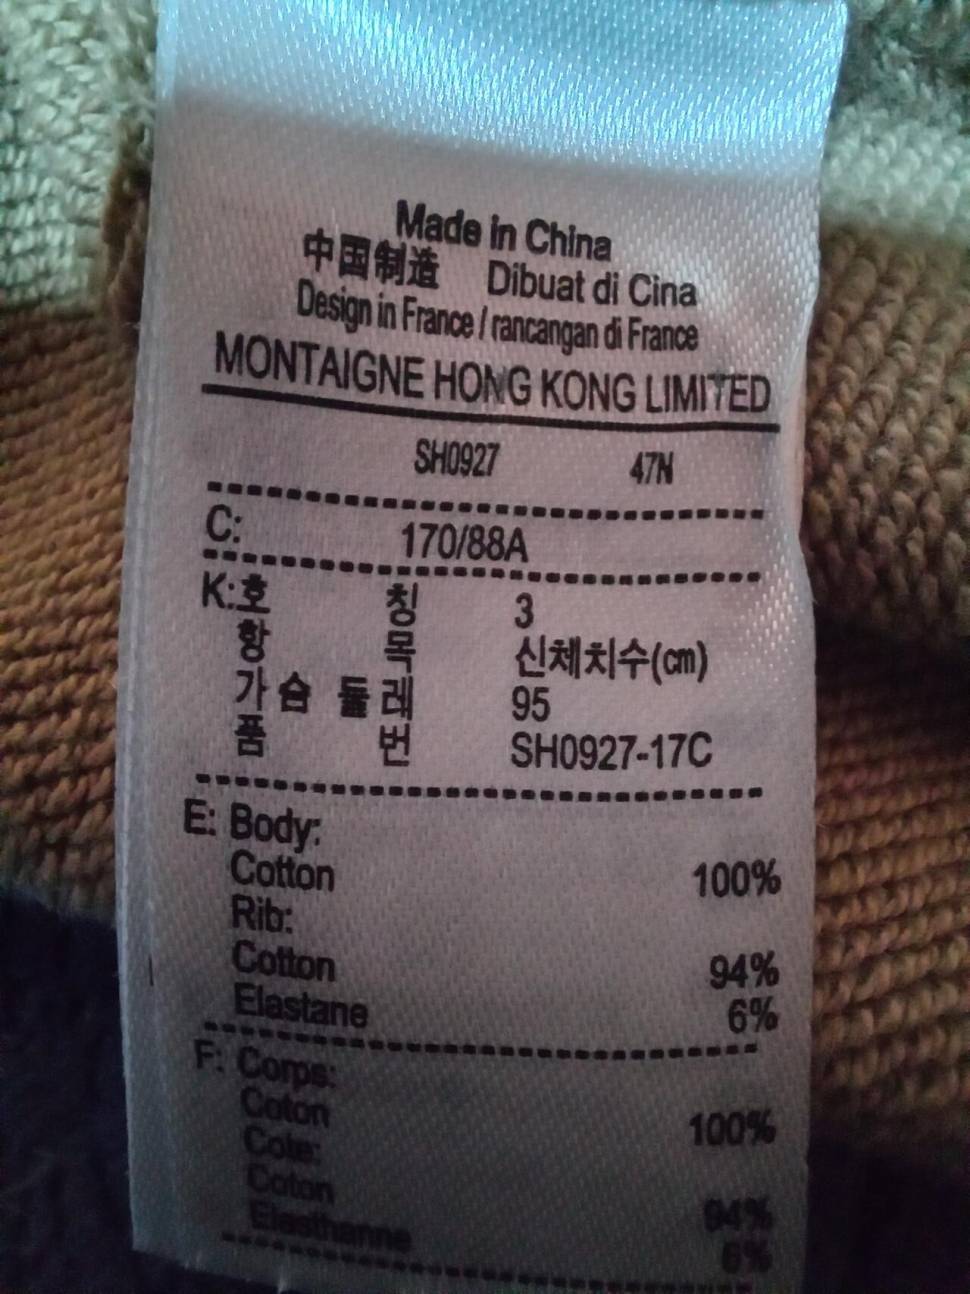 Made in China
中国制造 Dibuat di Cina
Design in France / rancangan di France
MONTAIGNE HONG KONG LIMITED
SH0927 47N
C: 170/88A
K:호 칭 3
항 목 신체치수(cm)
가 슴 둘 레 95
품 번 SH0927-17C
E: Body:
Cotton 100%
Rib:
Cotton 94%
Elastane 6%
F: Corps:
Coton 100%
Cote:
Coton 94%
Elasthanne 6%